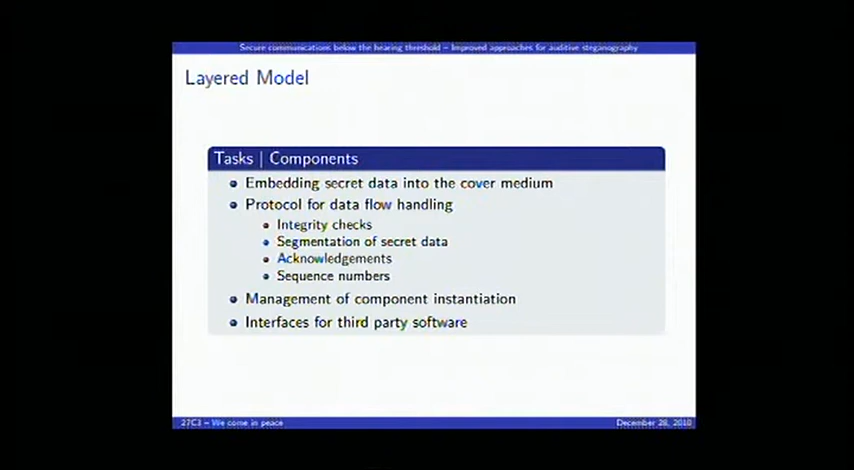 Secure communications below the hearing threshold – Improved approaches for auditive steganography
Layered Model
Tasks | Components
Embedding secret data into the cover medium
Protocol for data flow handling
Integrity checks
Segmentation of secret data
Acknowledgements
Sequence numbers
Management of component instantiation
Interfaces for third party software
27C3 – We come in peace
December 28, 2010